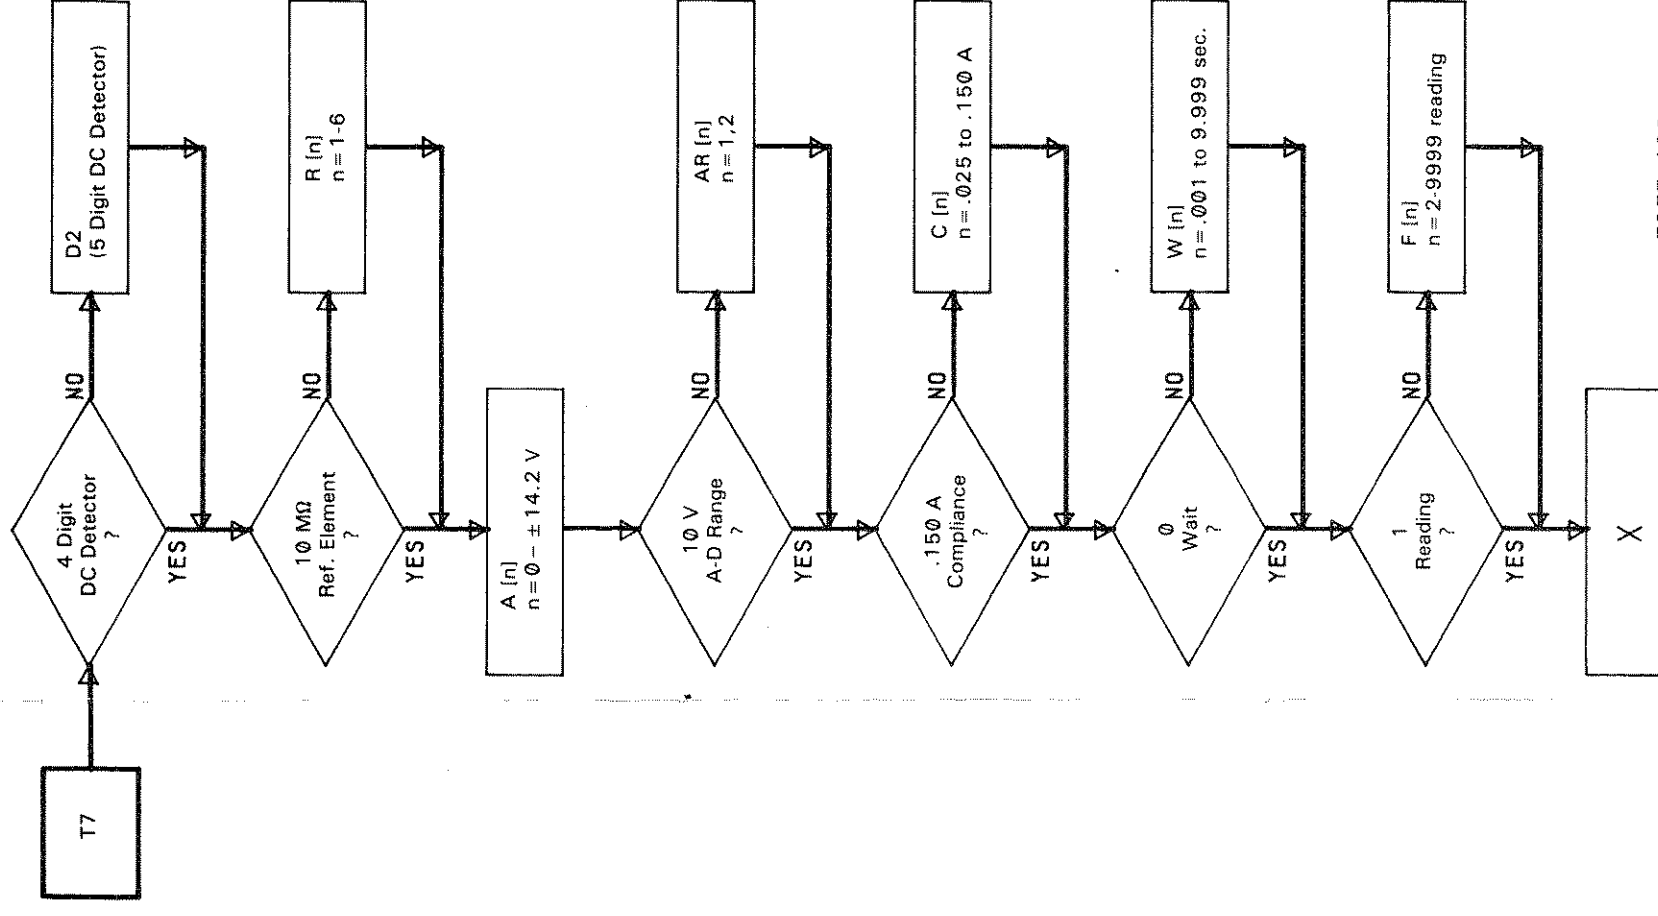 T7
4 Digit
DC Detector
?
NO
D2
(5 Digit DC Detector)
YES
10 MΩ
Ref. Element
?
NO
R [n]
n=1-6
YES
A [n]
n=0 – ±14.2 V
10 V
A-D Range
?
NO
AR [n]
n=1,2
YES
.150 A
Compliance
?
NO
C [n]
n=.025 to .150 A
YES
0
Wait
?
NO
W [n]
n=.001 to 9.999 sec.
YES
1
Reading
?
NO
F [n]
n=2-9999 reading
YES
X